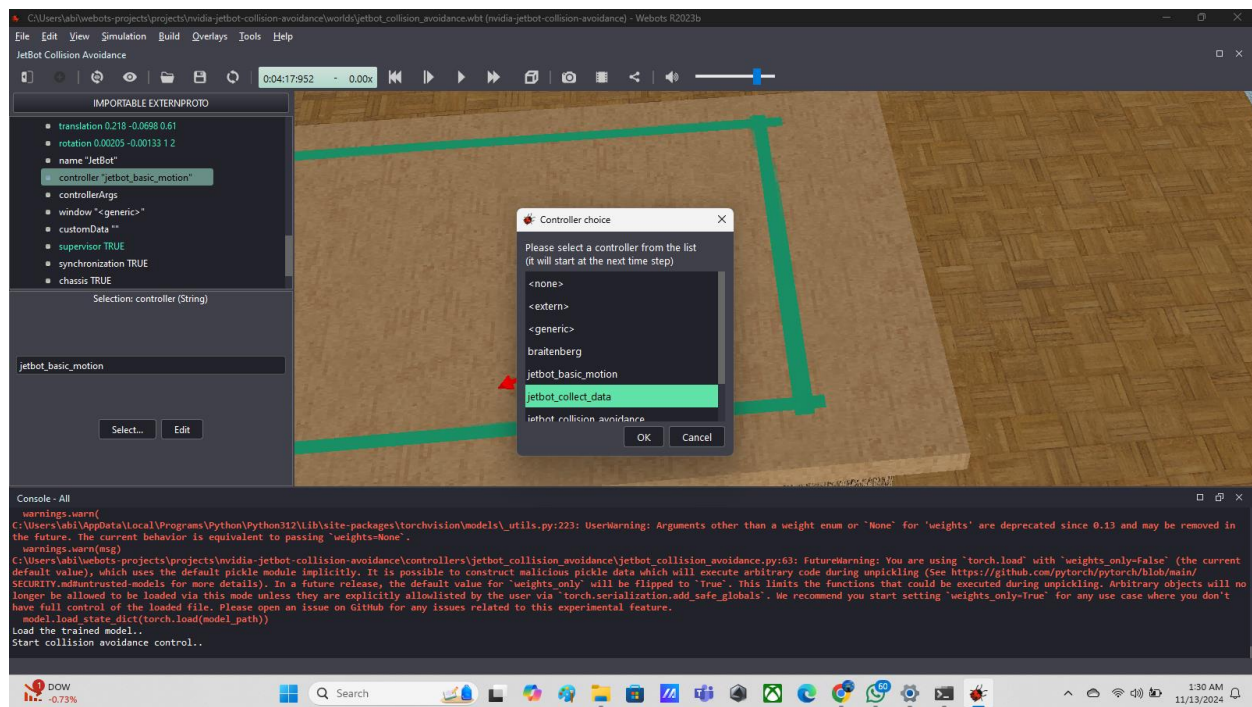 C:\Users\abi\webots-projects\projects\nvidia-jetbot-collision-avoidance\worlds\jetbot_collision_avoidance.wbt (nvidia-jetbot-collision-avoidance) - Webots R2023b
File Edit View Simulation Build Overlays Tools Help
JetBot Collision Avoidance
0:04:17:952 - 0.00x
IMPORTABLE EXTERNPROTO
translation 0.218 -0.0698 0.61
rotation 0.00205 -0.00133 1 2
name "JetBot"
controller "jetbot_basic_motion"
controllerArgs
window "<generic>"
customData ""
supervisor TRUE
synchronization TRUE
chassis TRUE
Selection: controller (String)
jetbot_basic_motion
Select... Edit
Controller choice
Please select a controller from the list
(it will start at the next time step)
<none>
<extern>
<generic>
braitenberg
jetbot_basic_motion
jetbot_collect_data
jetbot_collision_avoidance
OK Cancel
Console - All
warnings.warn(
C:\Users\abi\AppData\Local\Programs\Python\Python312\Lib\site-packages\torchvision\models\_utils.py:223: UserWarning: Arguments other than a weight enum or `None` for 'weights' are deprecated since 0.13 and may be removed in
the future. The current behavior is equivalent to passing `weights=None`.
warnings.warn(msg)
C:\Users\abi\webots-projects\projects\nvidia-jetbot-collision-avoidance\controllers\jetbot_collision_avoidance\jetbot_collision_avoidance.py:63: FutureWarning: You are using `torch.load` with `weights_only=False` (the current
default value), which uses the default pickle module implicitly. It is possible to construct malicious pickle data which will execute arbitrary code during unpickling (See https://github.com/pytorch/pytorch/blob/main/
SECURITY.md#untrusted-models for more details). In a future release, the default value for `weights_only` will be flipped to `True`. This limits the functions that could be executed during unpickling. Arbitrary objects will no
longer be allowed to be loaded via this mode unless they are explicitly allowlisted by the user via `torch.serialization.add_safe_globals`. We recommend you start setting `weights_only=True` for any use case where you don't
have full control of the loaded file. Please open an issue on GitHub for any issues related to this experimental feature.
model.load_state_dict(torch.load(model_path))
Load the trained model..
Start collision avoidance control..
1
DOW
-0.73%
Search
60
1:30 AM
11/13/2024